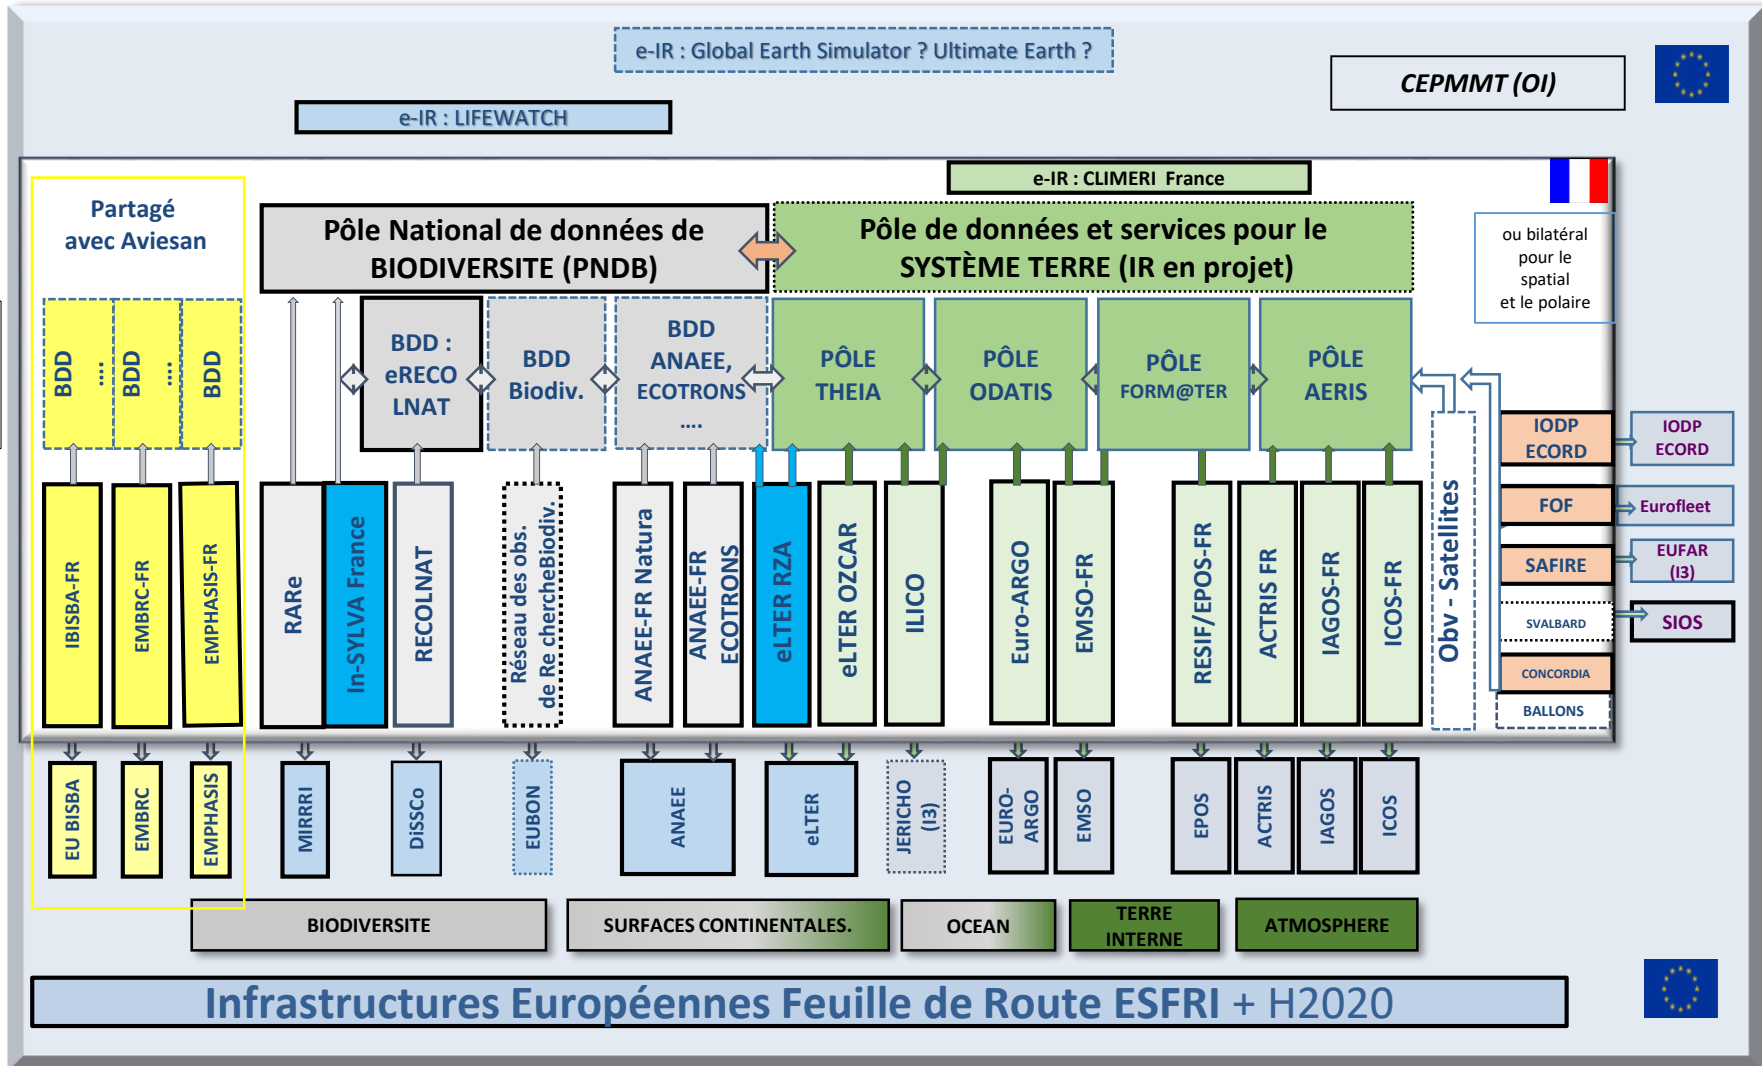 e-IR : Global Earth Simulator ? Ultimate Earth ?
CEPMMT (OI)
e-IR : LIFEWATCH
e-IR : CLIMERI France
Partagé
avec Aviesan
Pôle National de données de
BIODIVERSITE (PNDB)
Pôle de données et services pour le
SYSTÈME TERRE (IR en projet)
ou bilatéral
pour le
spatial
et le polaire
BDD
....
BDD
....
BDD
BDD :
eRECO
LNAT
BDD
Biodiv.
BDD
ANAEE,
ECOTRONS
....
PÔLE
THEIA
PÔLE
ODATIS
PÔLE
FORM@TER
PÔLE
AERIS
IBISBA-FR
EMBRC-FR
EMPHASIS-FR
RARe
In-SYLVA France
RECOLNAT
Réseau des obs.
de Re chercheBiodiv.
ANAEE-FR Natura
ANAEE-FR
ECOTRONS
eLTER RZA
eLTER OZCAR
ILICO
Euro-ARGO
EMSO-FR
RESIF/EPOS-FR
ACTRIS FR
IAGOS-FR
ICOS-FR
Obv - Satellites
IODP
ECORD
IODP
ECORD
FOF
Eurofleet
SAFIRE
EUFAR
(I3)
SVALBARD
SIOS
CONCORDIA
BALLONS
EU BISBA
EMBRC
EMPHASIS
MIRRRI
DiSSCo
EUBON
ANAEE
eLTER
JERICHO
(I3)
EURO-
ARGO
EMSO
EPOS
ACTRIS
IAGOS
ICOS
BIODIVERSITE
SURFACES CONTINENTALES.
OCEAN
TERRE
INTERNE
ATMOSPHERE
Infrastructures Européennes Feuille de Route ESFRI + H2020